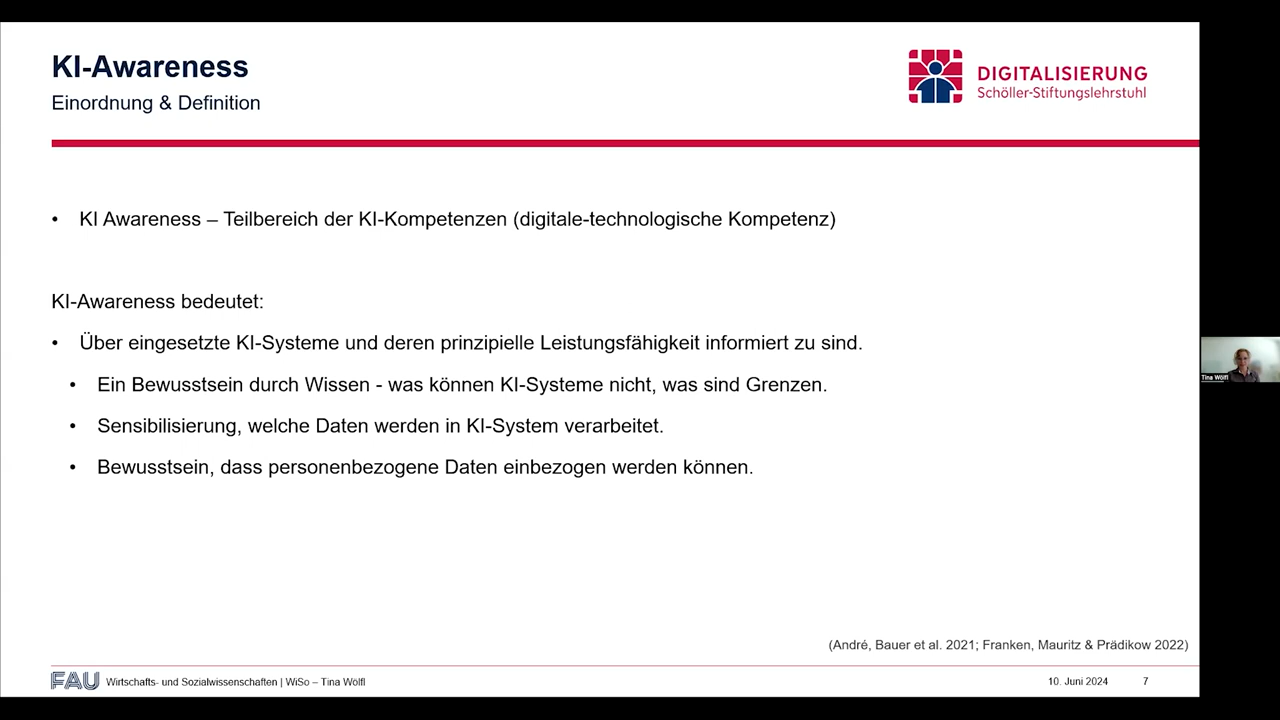 KI-Awareness
Einordnung & Definition
DIGITALISIERUNG
Schöller-Stiftungslehrstuhl
• KI Awareness – Teilbereich der KI-Kompetenzen (digitale-technologische Kompetenz)
KI-Awareness bedeutet:
• Über eingesetzte KI-Systeme und deren prinzipielle Leistungsfähigkeit informiert zu sind.
• Ein Bewusstsein durch Wissen - was können KI-Systeme nicht, was sind Grenzen.
• Sensibilisierung, welche Daten werden in KI-System verarbeitet.
• Bewusstsein, dass personenbezogene Daten einbezogen werden können.
Tina Wölfl
(André, Bauer et al. 2021; Franken, Mauritz & Prädikow 2022)
FAU Wirtschafts- und Sozialwissenschaften | WiSo – Tina Wölfl
10. Juni 2024 7